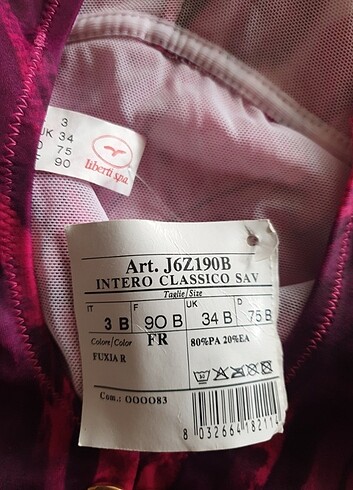 3
UK 34
D 75
F 90
liberti s.p.a.
Art. J6Z190B
INTERO CLASSICO SAV
Taglie/Size
IT F UK D
3 B 90 B 34 B 75 B
Colore/Color FR 80%PA 20%EA
FUXIA R
Com.: 000083
8 032664 182114